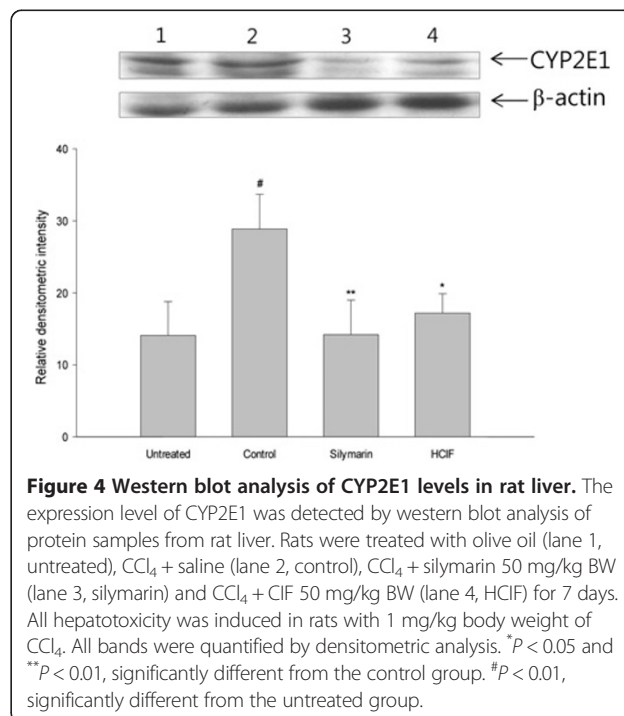 1 2 3 4
CYP2E1
β-actin
40
30
20
10
0
Relative densitometric intensity
#
**
*
Untreated Control Silymarin HCIF
Figure 4 Western blot analysis of CYP2E1 levels in rat liver. The
expression level of CYP2E1 was detected by western blot analysis of
protein samples from rat liver. Rats were treated with olive oil (lane 1,
untreated), CCl₄ + saline (lane 2, control), CCl₄ + silymarin 50 mg/kg BW
(lane 3, silymarin) and CCl₄ + CIF 50 mg/kg BW (lane 4, HCIF) for 7 days.
All hepatotoxicity was induced in rats with 1 mg/kg body weight of
CCl₄. All bands were quantified by densitometric analysis. *P < 0.05 and
**P < 0.01, significantly different from the control group. #P < 0.01,
significantly different from the untreated group.